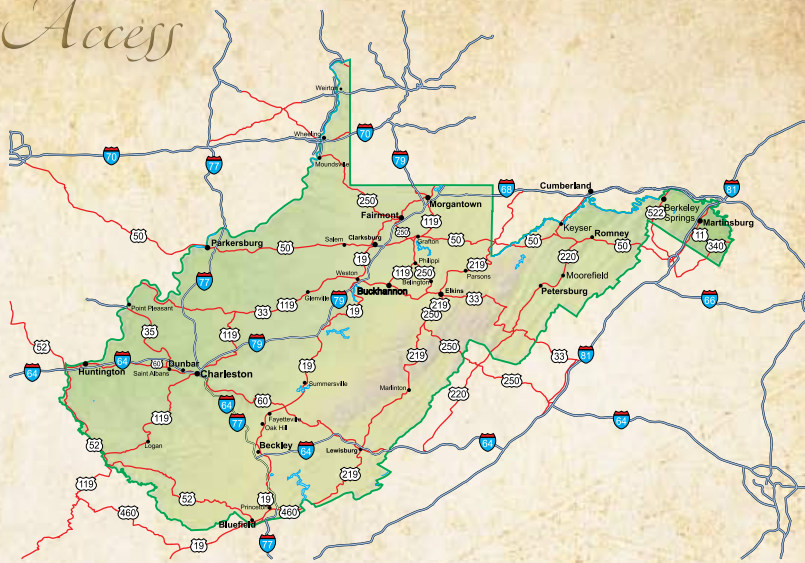 Access
Weirton
Wheeling
70
70
77
79
Moundsville
68
Cumberland
81
250
Morgantown
522
Berkeley
Springs
Martinsburg
Fairmont
119
250
Keyser
Romney
11
50
Parkersburg
50
Salem
Clarksburg
Grafton
50
50
50
340
19
Philippi
219
220
77
Weston
119
250
Parsons
Moorefield
Belington
Buckhannon
Elkins
Petersburg
Glenville
79
219
33
66
Point Pleasant
33
119
19
250
35
119
250
33
52
79
219
81
64
60
Huntington
Dunbar
19
64
Saint Albans
Charleston
250
Summersville
Marlinton
220
64
60
119
77
Fayetteville
Oak Hill
64
52
Logan
Beckley
64
Lewisburg
64
219
119
52
19
Princeton
460
460
Bluefield
19
77